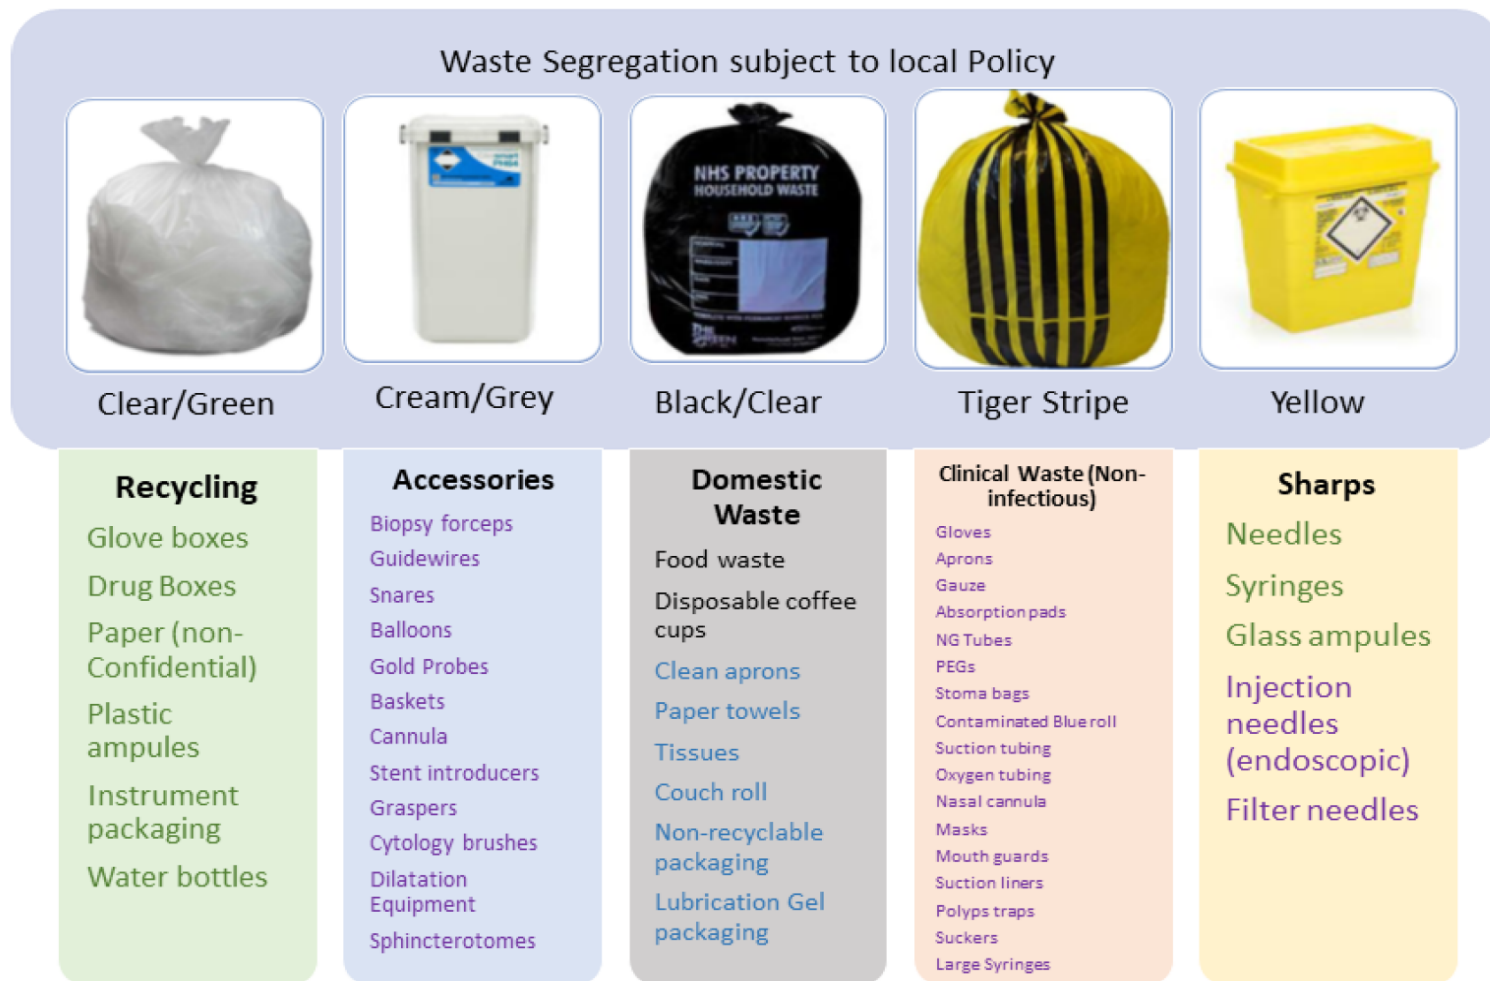 Waste Segregation subject to local Policy
NHS PROPERTY
HOUSEHOLD WASTE
Clear/Green
Cream/Grey
Black/Clear
Tiger Stripe
Yellow
Recycling
Glove boxes
Drug Boxes
Paper (non-
Confidential)
Plastic
ampules
Instrument
packaging
Water bottles
Accessories
Biopsy forceps
Guidewires
Snares
Balloons
Gold Probes
Baskets
Cannula
Stent introducers
Graspers
Cytology brushes
Dilatation
Equipment
Sphincterotomes
Domestic
Waste
Food waste
Disposable coffee
cups
Clean aprons
Paper towels
Tissues
Couch roll
Non-recyclable
packaging
Lubrication Gel
packaging
Clinical Waste (Non-
infectious)
Gloves
Aprons
Gauze
Absorption pads
NG Tubes
PEGs
Stoma bags
Contaminated Blue roll
Suction tubing
Oxygen tubing
Nasal cannula
Masks
Mouth guards
Suction liners
Polyps traps
Suckers
Large Syringes
Sharps
Needles
Syringes
Glass ampules
Injection
needles
(endoscopic)
Filter needles